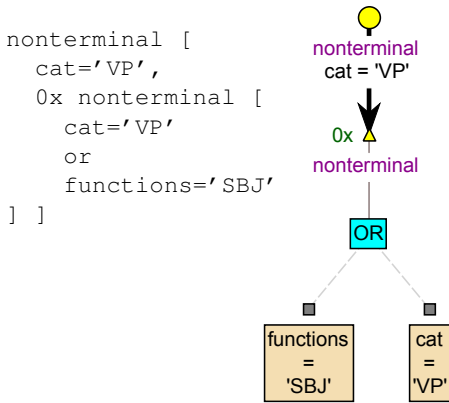 nonterminal [
  cat=′VP′,
  0x nonterminal [
    cat=′VP′
    or
    functions=′SBJ′
] ]
nonterminal
cat = 'VP'
0x
nonterminal
OR
functions
=
'SBJ'
cat
=
'VP'